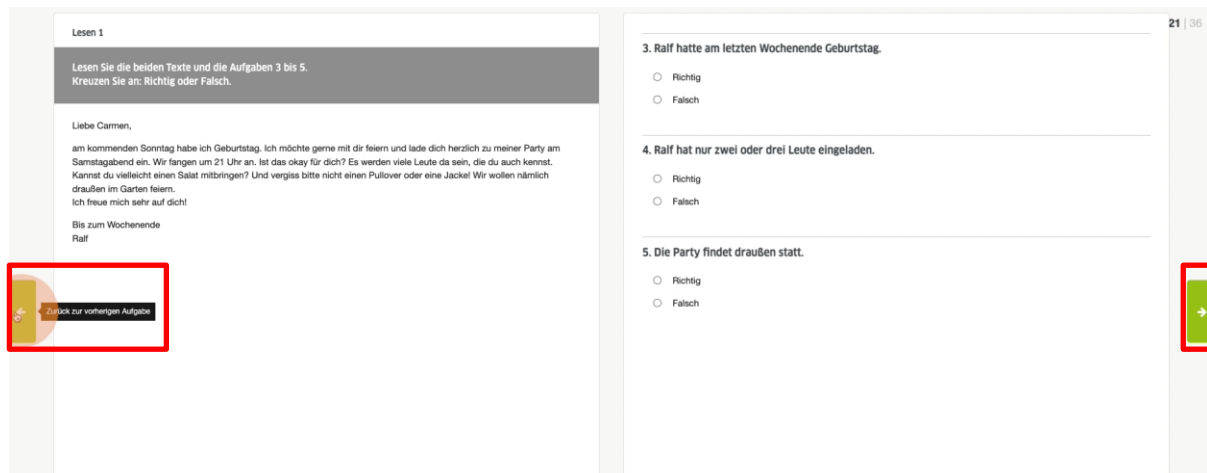 Lesen 1
Lesen Sie die beiden Texte und die Aufgaben 3 bis 5.
Kreuzen Sie an: Richtig oder Falsch.
Liebe Carmen,
am kommenden Sonntag habe ich Geburtstag. Ich möchte gerne mit dir feiern und lade dich herzlich zu meiner Party am
Samstagabend ein. Wir fangen um 21 Uhr an. Ist das okay für dich? Es werden viele Leute da sein, die du auch kennst.
Kannst du vielleicht einen Salat mitbringen? Und vergiss bitte nicht einen Pullover oder eine Jacke! Wir wollen nämlich
draußen im Garten feiern.
Ich freue mich sehr auf dich!
Bis zum Wochenende
Ralf
Zurück zur vorherigen Aufgabe
21 | 36
3. Ralf hatte am letzten Wochenende Geburtstag.
Richtig
Falsch
4. Ralf hat nur zwei oder drei Leute eingeladen.
Richtig
Falsch
5. Die Party findet draußen statt.
Richtig
Falsch